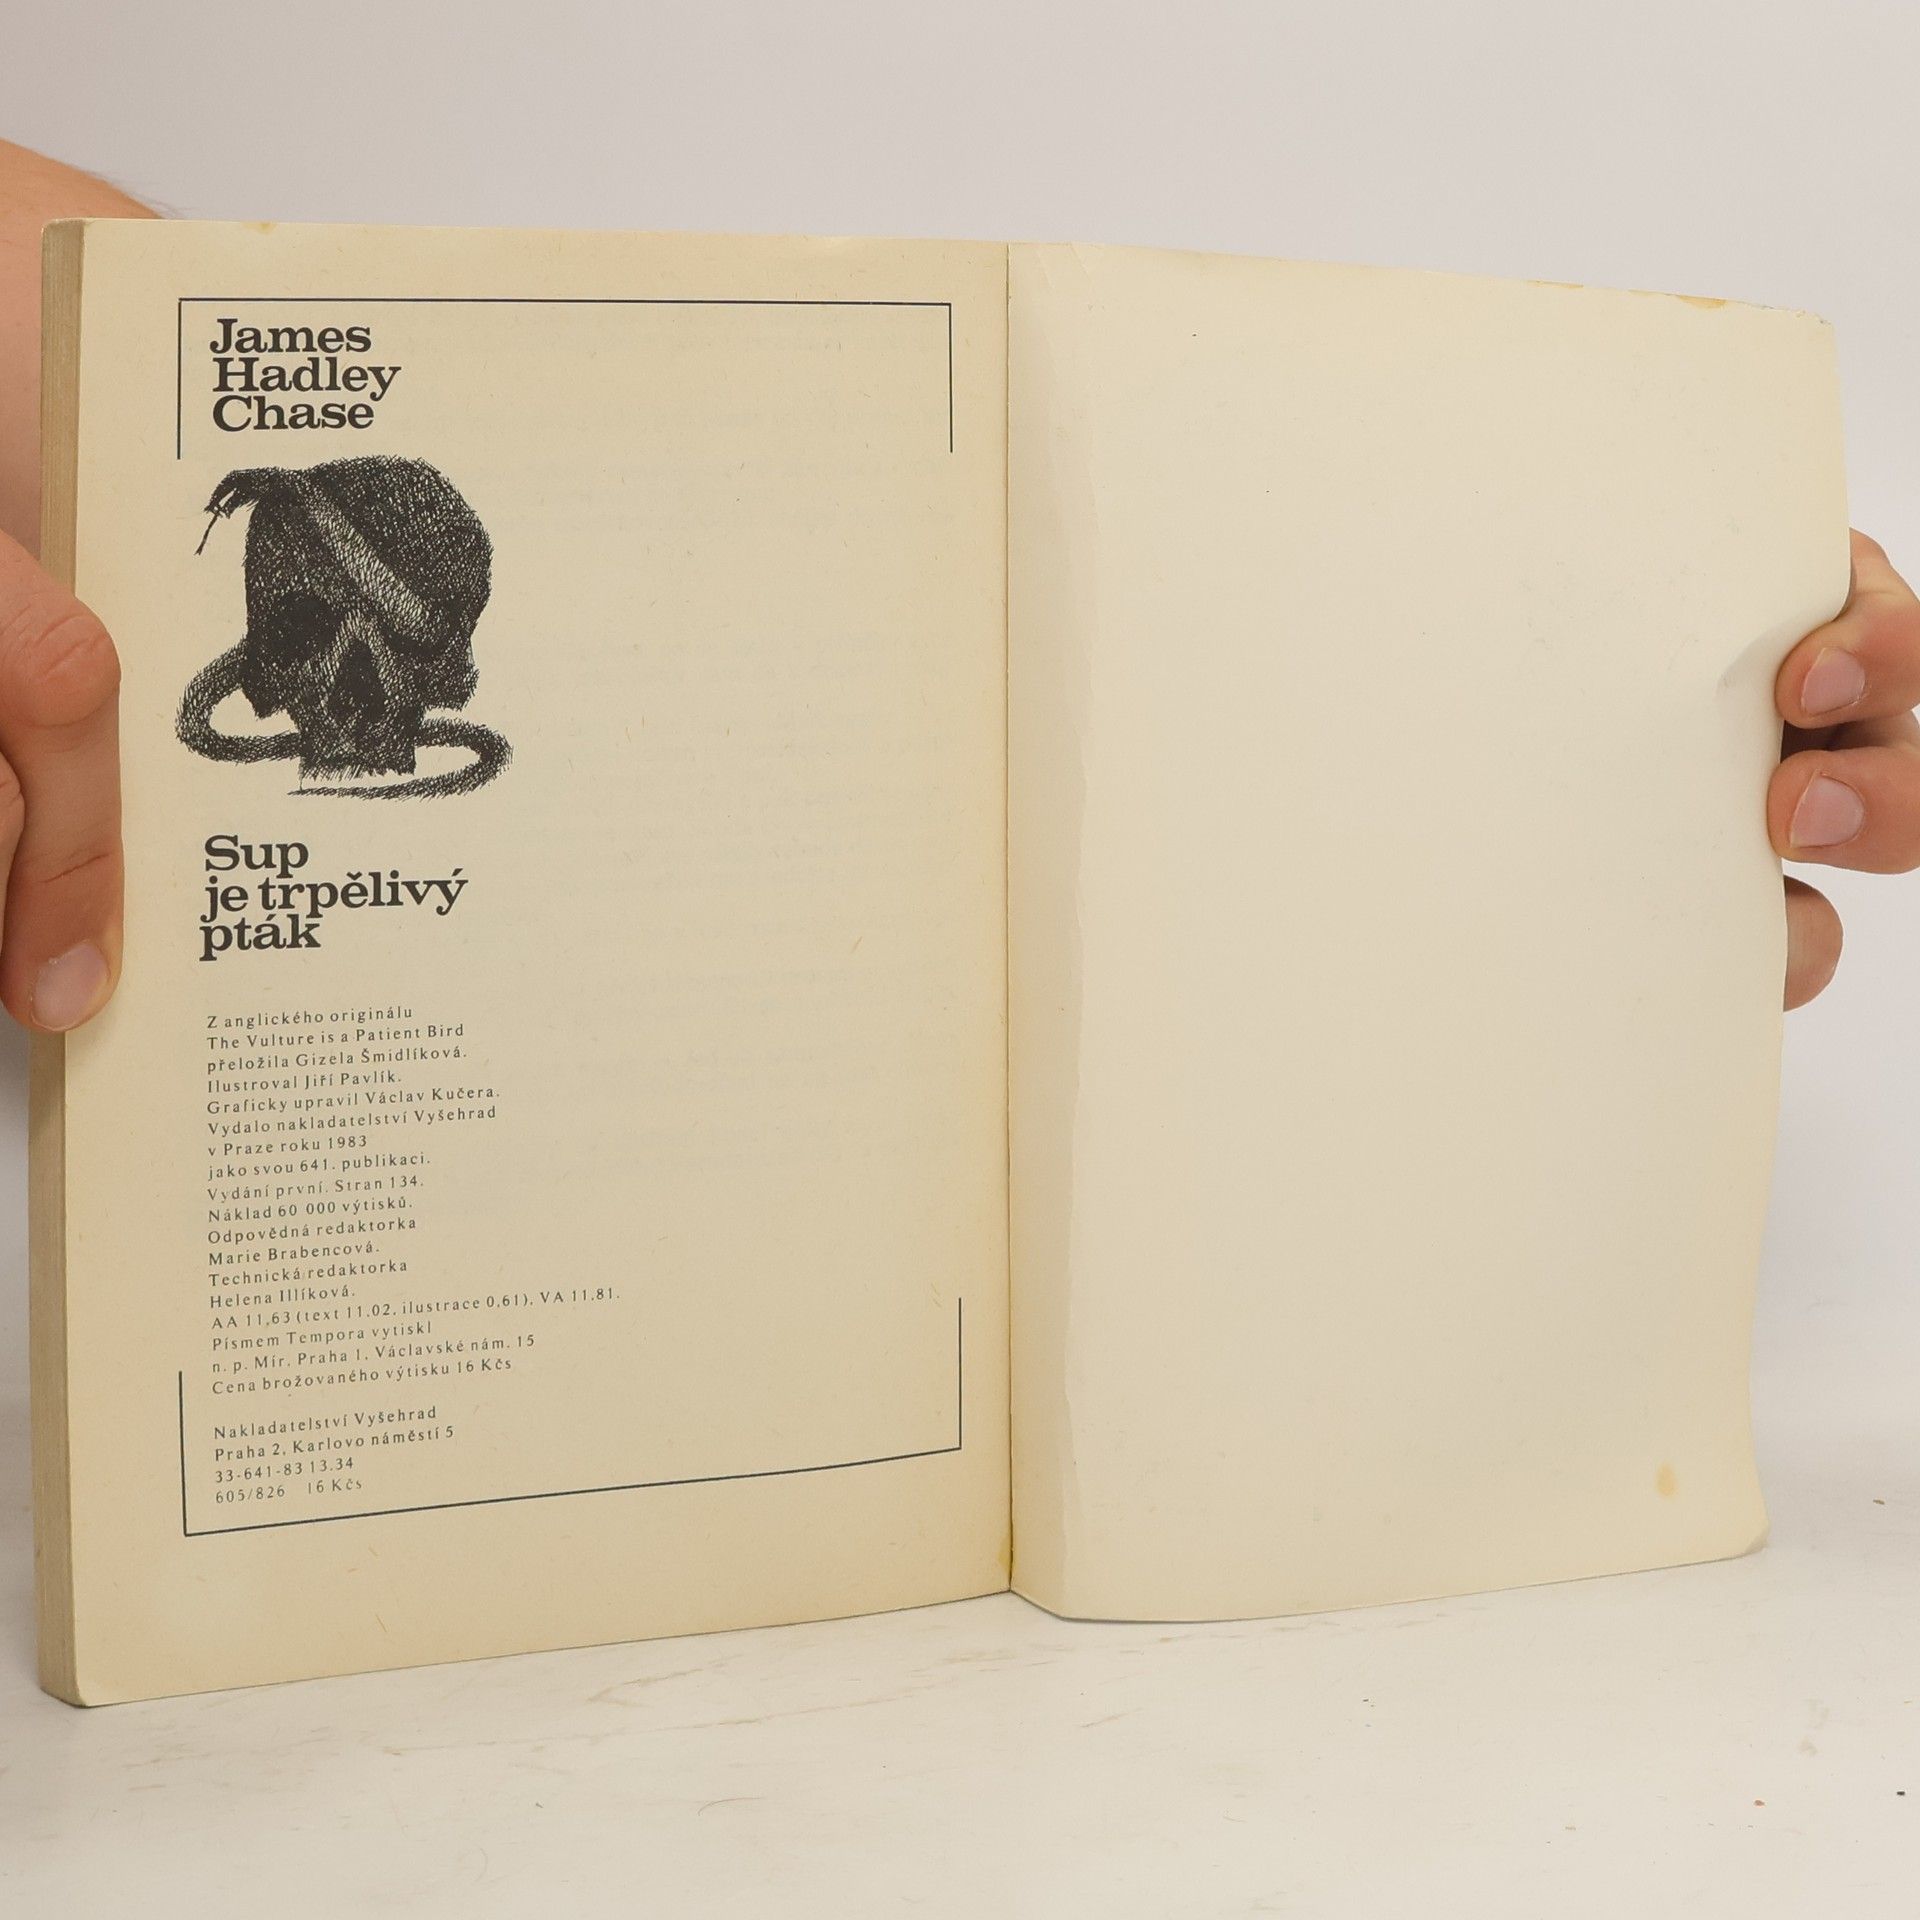 James
Hadley
Chase
Sup
je trpělivý
pták
Z anglického originálu
The Vulture is a Patient Bird
přeložila Gizela Šmidlíková.
Ilustroval Jiří Pavlík.
Graficky upravil Václav Kučera.
Vydalo nakladatelství Vyšehrad
v Praze roku 1983
jako svou 641. publikaci.
Vydání první. Stran 134.
Náklad 60 000 výtisků.
Odpovědná redaktorka
Marie Brabencová.
Technická redaktorka
Helena Illíková.
AA 11,63 (text 11.02, ilustrace 0,61), VA 11,81.
Písmem Tempora vytiskl
n. p. Mír, Praha 1, Václavské nám. 15
Cena brožovaného výtisku 16 Kčs
Nakladatelství Vyšehrad
Praha 2, Karlovo náměstí 5
33-641-83 13.34
605/826 16 Kčs